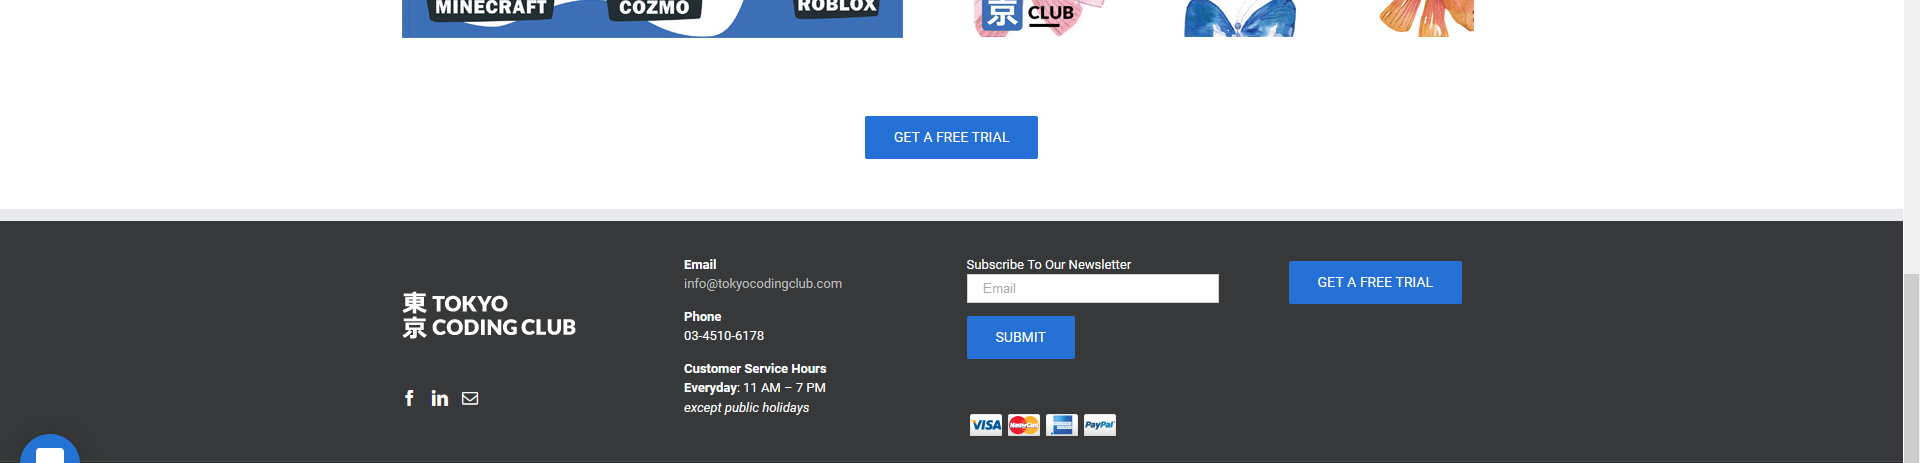 MINECRAFT
COZMO
ROBLOX
京 CLUB
GET A FREE TRIAL
東 TOKYO
京 CODING CLUB
Email
info@tokyocodingclub.com
Phone
03-4510-6178
Customer Service Hours
Everyday: 11 AM – 7 PM
except public holidays
Subscribe To Our Newsletter
Email
SUBMIT
VISA
MasterCard
PayPal
GET A FREE TRIAL